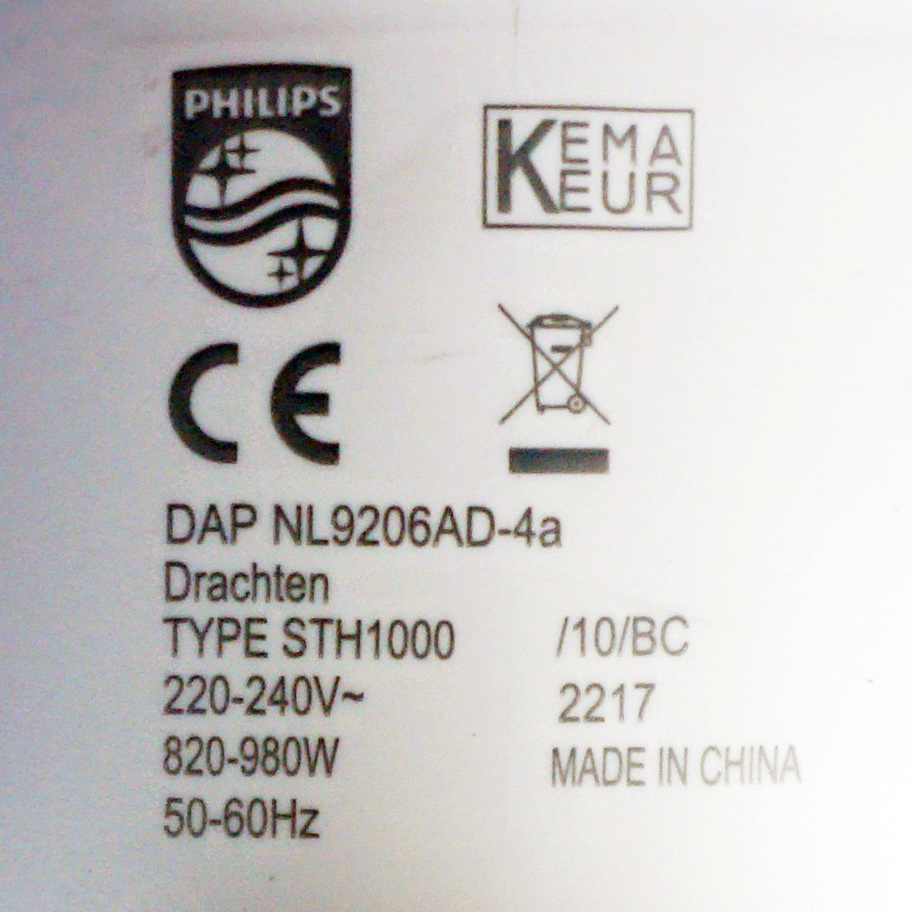 PHILIPS
KEMA
KEUR
CE
DAP NL9206AD-4a
Drachten
TYPE STH1000 /10/BC
220-240V~ 2217
820-980W MADE IN CHINA
50-60Hz